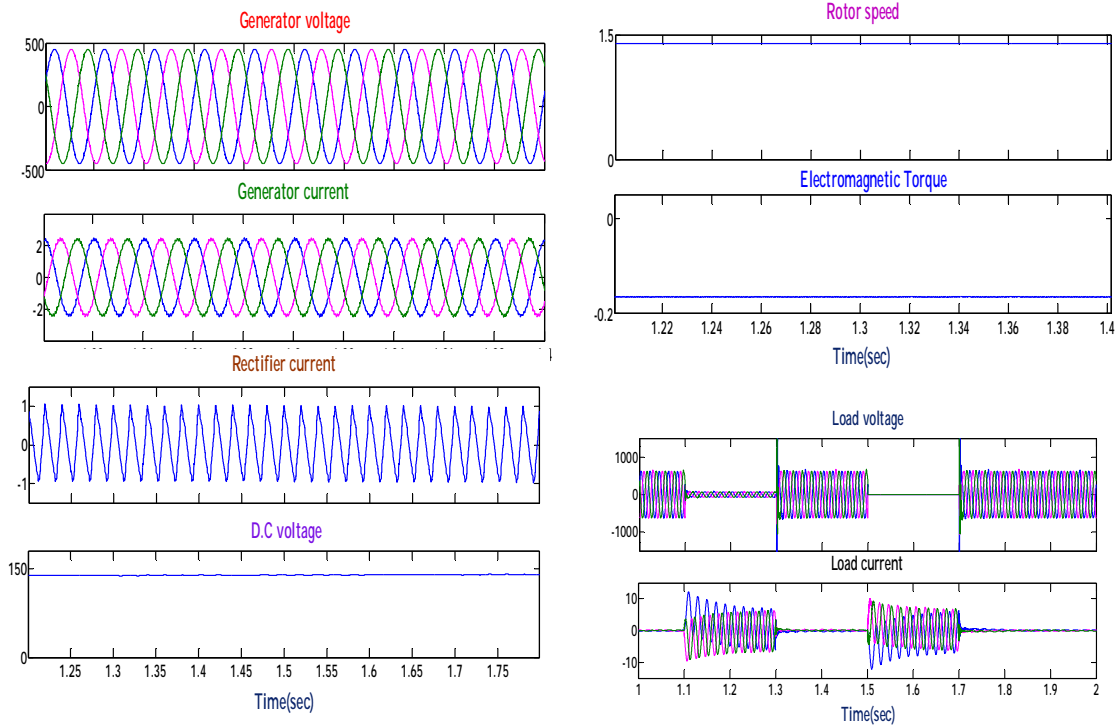 Generator voltage
500
0
-500
Generator current
2
0
-2
Rectifier current
1
0
-1
D.C voltage
150
0
1.25 1.3 1.35 1.4 1.45 1.5 1.55 1.6 1.65 1.7 1.75
Time(sec)
Rotor speed
1.5
0
Electromagnetic Torque
0
-0.2
1.22 1.24 1.26 1.28 1.3 1.32 1.34 1.36 1.38 1.4
Time(sec)
Load voltage
1000
0
-1000
Load current
10
0
-10
1 1.1 1.2 1.3 1.4 1.5 1.6 1.7 1.8 1.9 2
Time(sec)